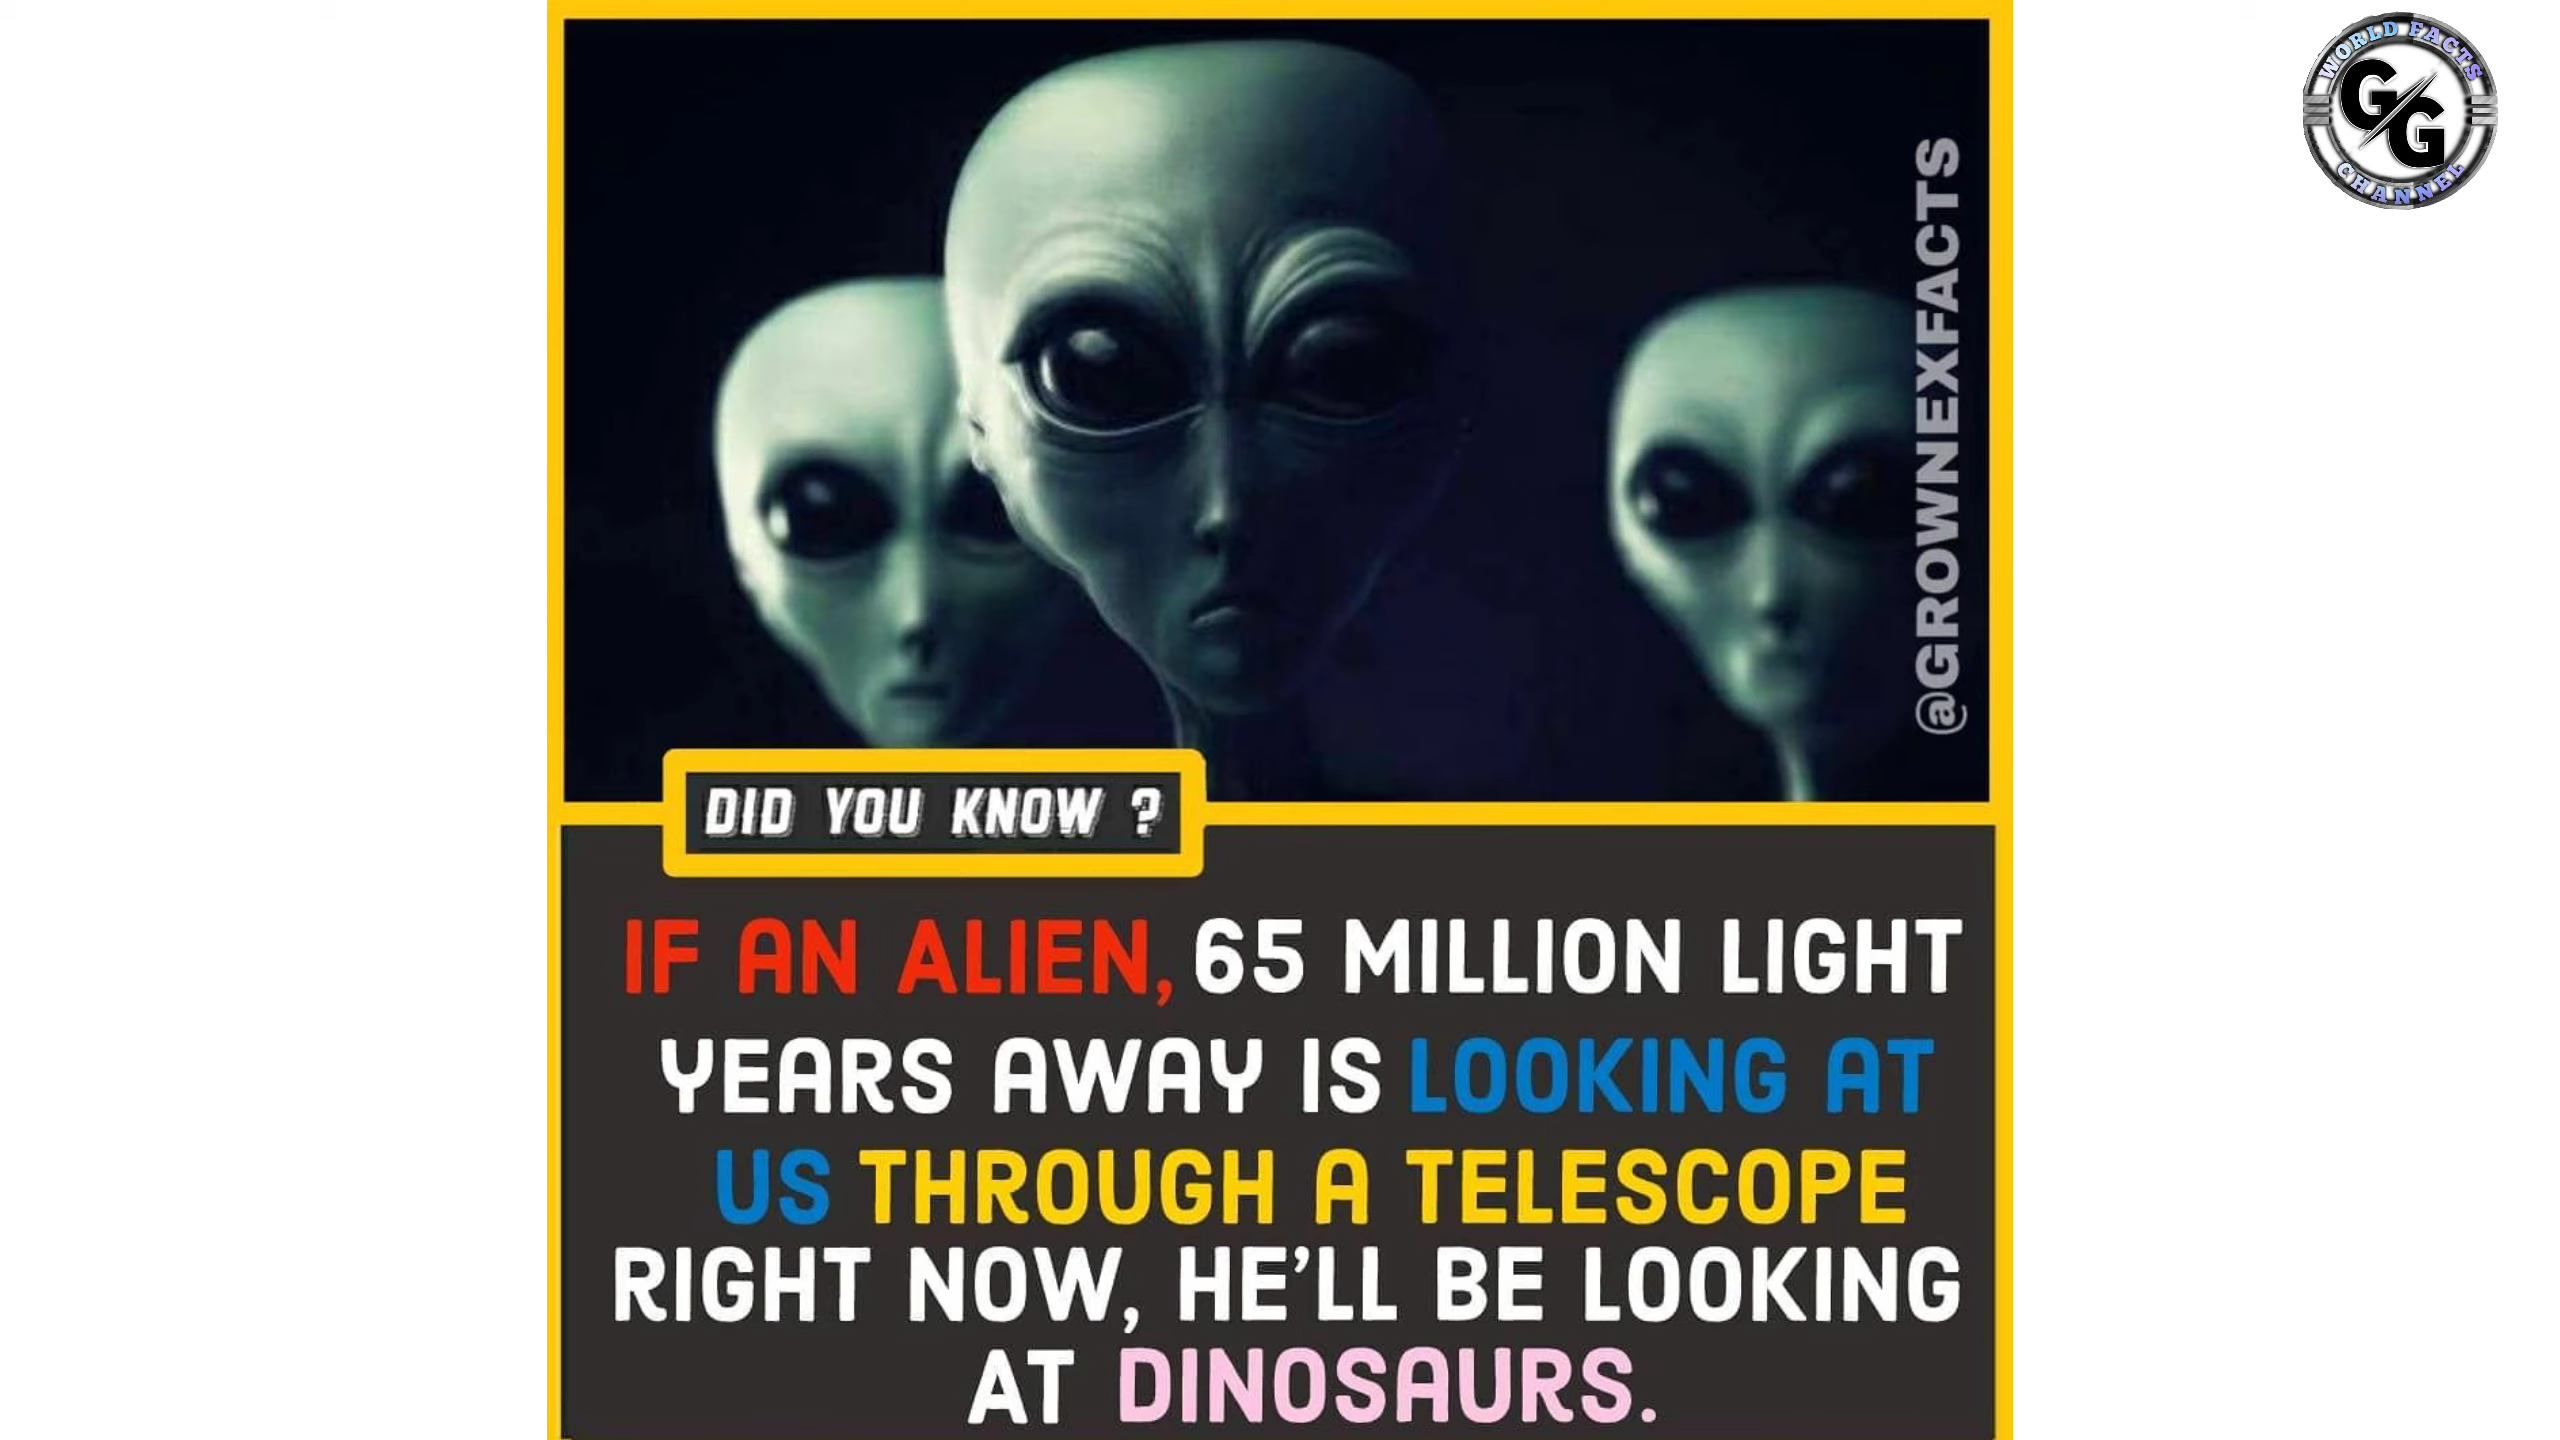 WORLD FACTS
GG
CHANNEL
@GROWNEXFACTS
DID YOU KNOW ?
IF AN ALIEN, 65 MILLION LIGHT
YEARS AWAY IS LOOKING AT
US THROUGH A TELESCOPE
RIGHT NOW, HE'LL BE LOOKING
AT DINOSAURS.